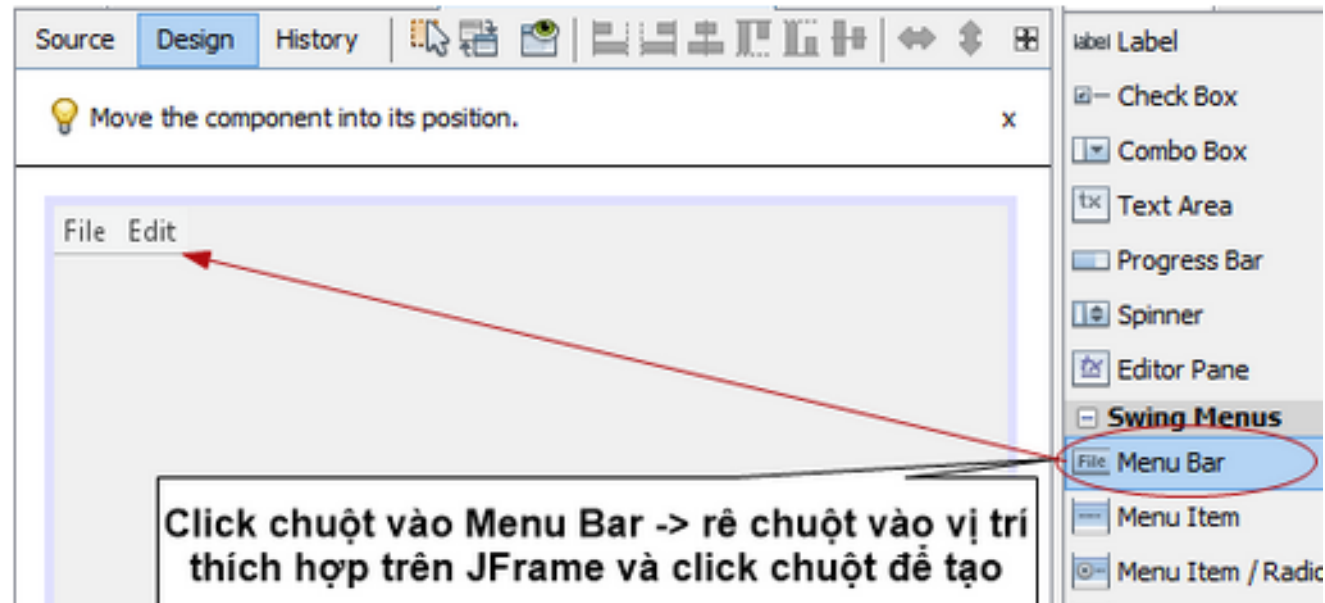 Source Design History
Move the component into its position. x
File Edit
Click chuột vào Menu Bar -> rê chuột vào vị trí
thích hợp trên JFrame và click chuột để tạo
label Label
Check Box
Combo Box
tx Text Area
Progress Bar
Spinner
Editor Pane
Swing Menus
File Menu Bar
Menu Item
Menu Item / Radio